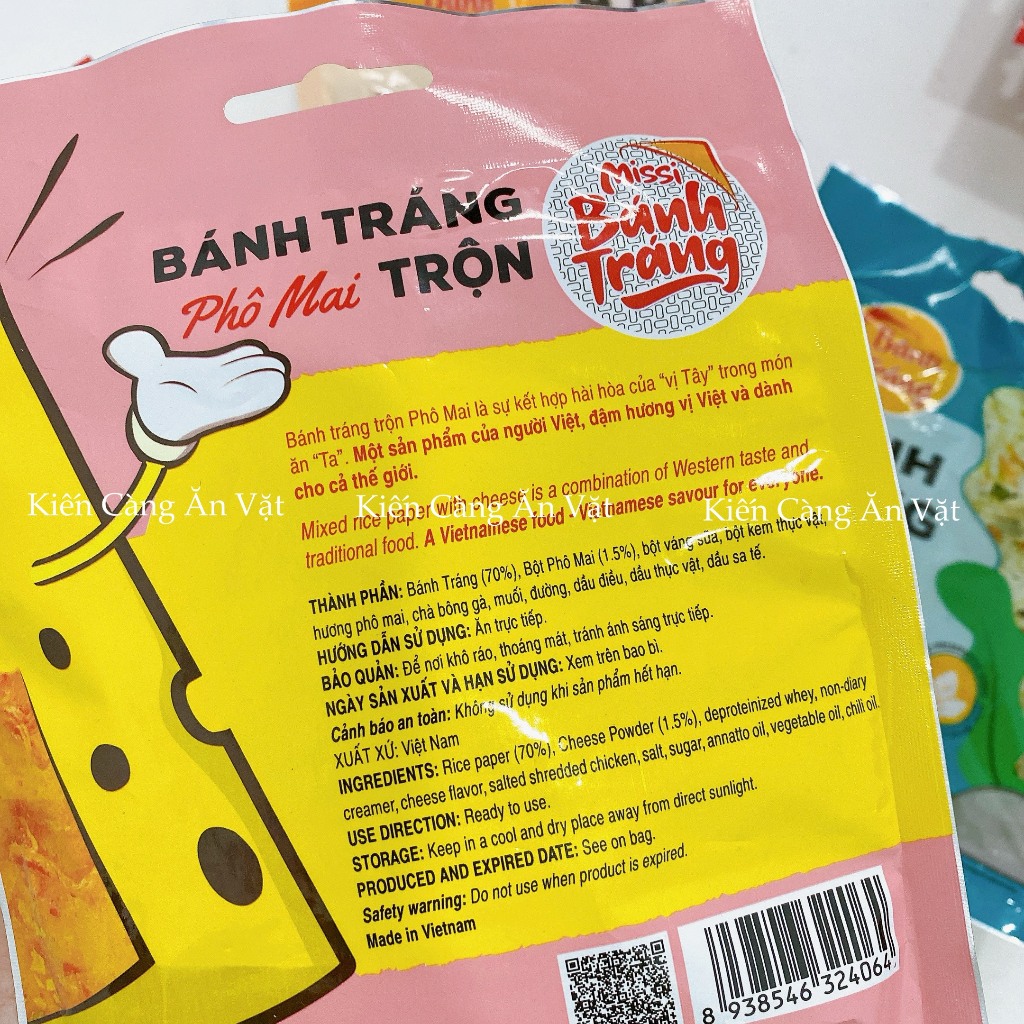 Missi
Bánh
Tráng
BÁNH TRÁNG
Phô Mai TRỘN
Bánh tráng trộn Phô Mai là sự kết hợp hài hòa của “vị Tây” trong món
ăn “Ta”. Một sản phẩm của người Việt, đậm hương vị Việt và dành
cho cả thế giới.
Mixed rice paper with cheese is a combination of Western taste and
traditional food. A Vietnamese food - Vietnamese savour for everyone.
Kiến Càng Ăn Vặt Kiến Càng Ăn Vặt Kiến Càng Ăn Vặt
THÀNH PHẦN: Bánh Tráng (70%), Bột Phô Mai (1.5%), bột váng sữa, bột kem thực vật,
hương phô mai, chà bông gà, muối, đường, dầu điều, dầu thực vật, dầu sa tế.
HƯỚNG DẪN SỬ DỤNG: Ăn trực tiếp.
BẢO QUẢN: Để nơi khô ráo, thoáng mát, tránh ánh sáng trực tiếp.
NGÀY SẢN XUẤT VÀ HẠN SỬ DỤNG: Xem trên bao bì.
Cảnh báo an toàn: Không sử dụng khi sản phẩm hết hạn.
XUẤT XỨ: Việt Nam
INGREDIENTS: Rice paper (70%), Cheese Powder (1.5%), deproteinized whey, non-diary
creamer, cheese flavor, salted shredded chicken, salt, sugar, annatto oil, vegetable oil, chili oil.
USE DIRECTION: Ready to use.
STORAGE: Keep in a cool and dry place away from direct sunlight.
PRODUCED AND EXPIRED DATE: See on bag.
Safety warning: Do not use when product is expired.
Made in Vietnam
8 938546 324064